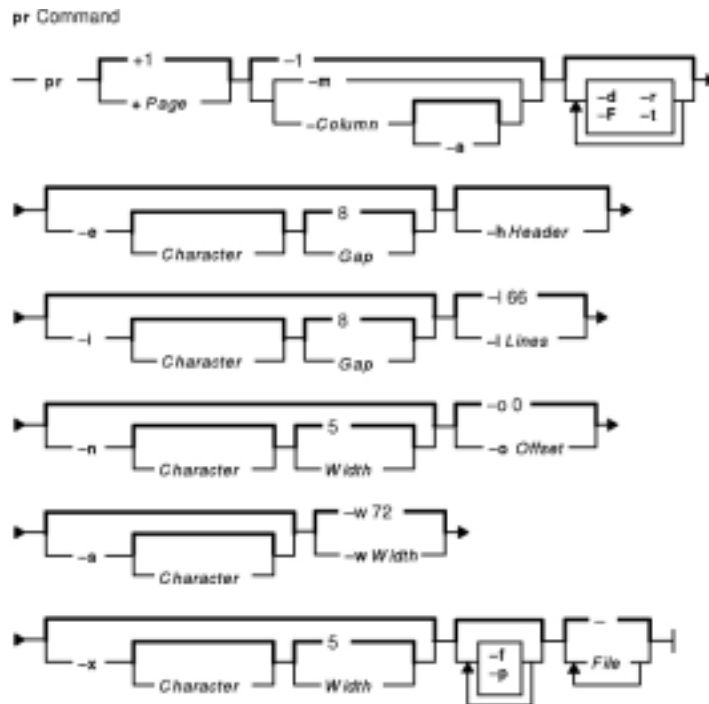 pr Command
+1 –1
pr –m –d –r
+ Page –Column –F –t
–a
8
–e –h Header
Character Gap
8 –l 66
–i –l Lines
Character Gap
5 –o 0
–n –o Offset
Character Width
–w 72
–s –w Width
Character
5 –
–x –f File
–p
Character Width